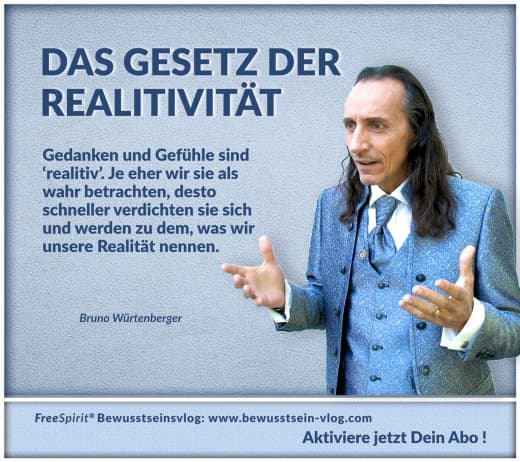 DAS GESETZ DER
REALITIVITÄT
Gedanken und Gefühle sind
‘realitiv’. Je eher wir sie als
wahr betrachten, desto
schneller verdichten sie sich
und werden zu dem, was wir
unsere Realität nennen.
Bruno Würtenberger
FreeSpirit® Bewusstseinsvlog: www.bewusstsein-vlog.com
Aktiviere jetzt Dein Abo !